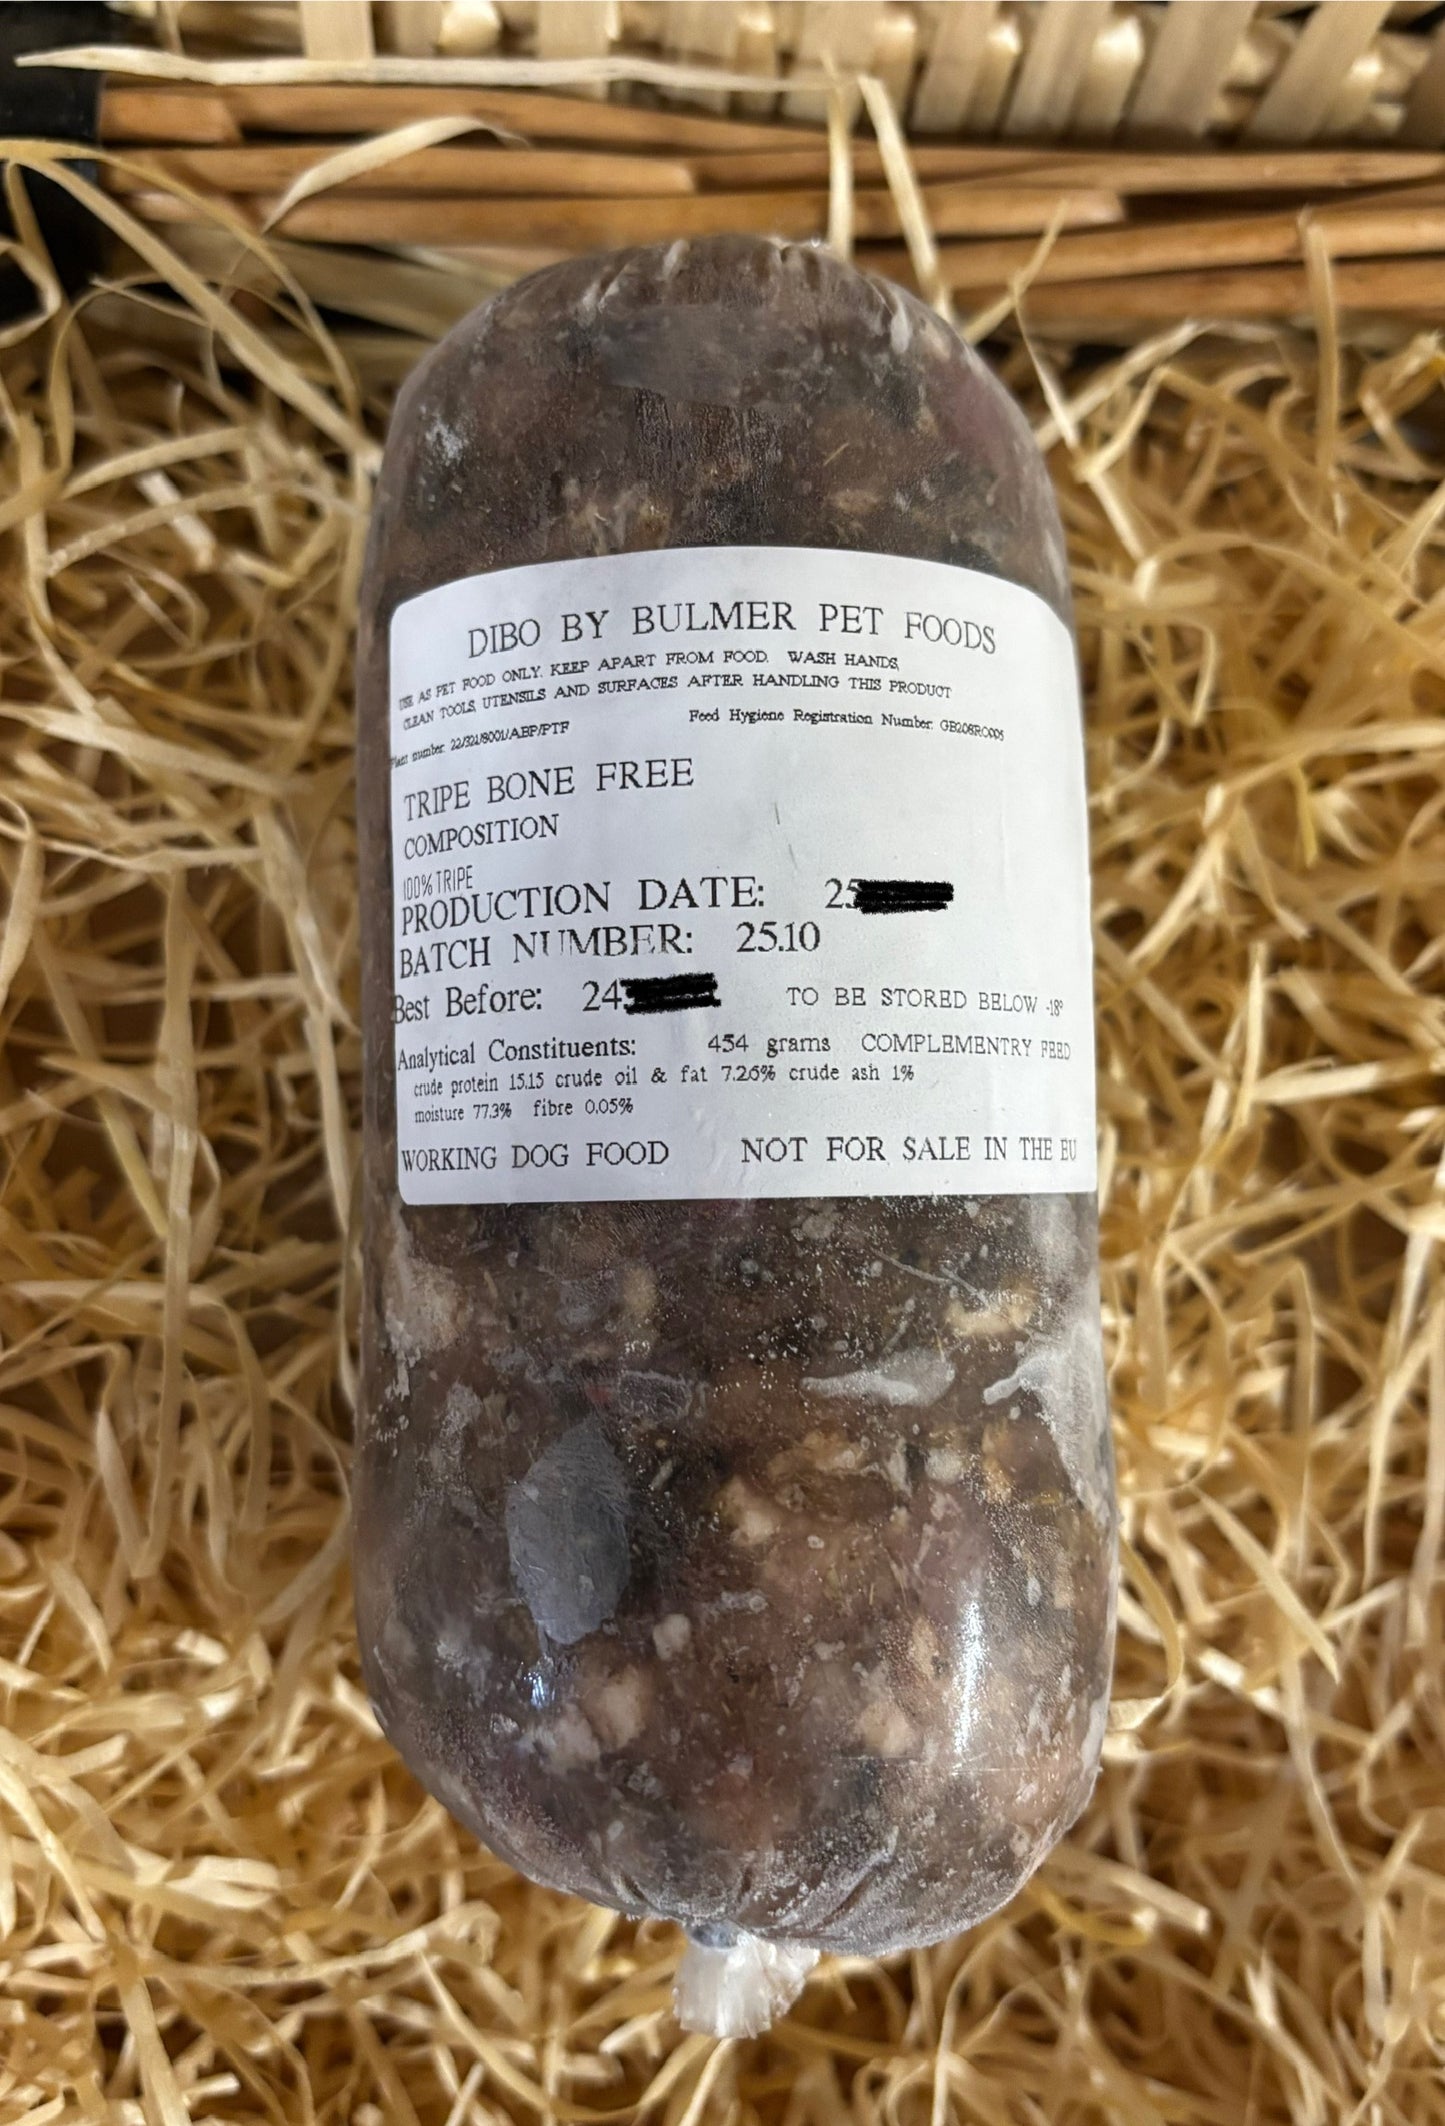 DIBO BY BULMER PET FOODS
USE AS PET FOOD ONLY. KEEP APART FROM FOOD. WASH HANDS,
CLEAN TOOLS, UTENSILS AND SURFACES AFTER HANDLING THIS PRODUCT
Plant number: 22/321/8001/ABP/PTF Feed Hygiene Registration Number: GB208R0005
TRIPE BONE FREE
COMPOSITION
100% TRIPE
PRODUCTION DATE: 25
BATCH NUMBER: 25.10
Best Before: 24 TO BE STORED BELOW -18°
Analytical Constituents: 454 grams COMPLEMENTRY FEED
crude protein 15.15 crude oil & fat 7.26% crude ash 1%
moisture 77.3% fibre 0.05%
WORKING DOG FOOD NOT FOR SALE IN THE EU